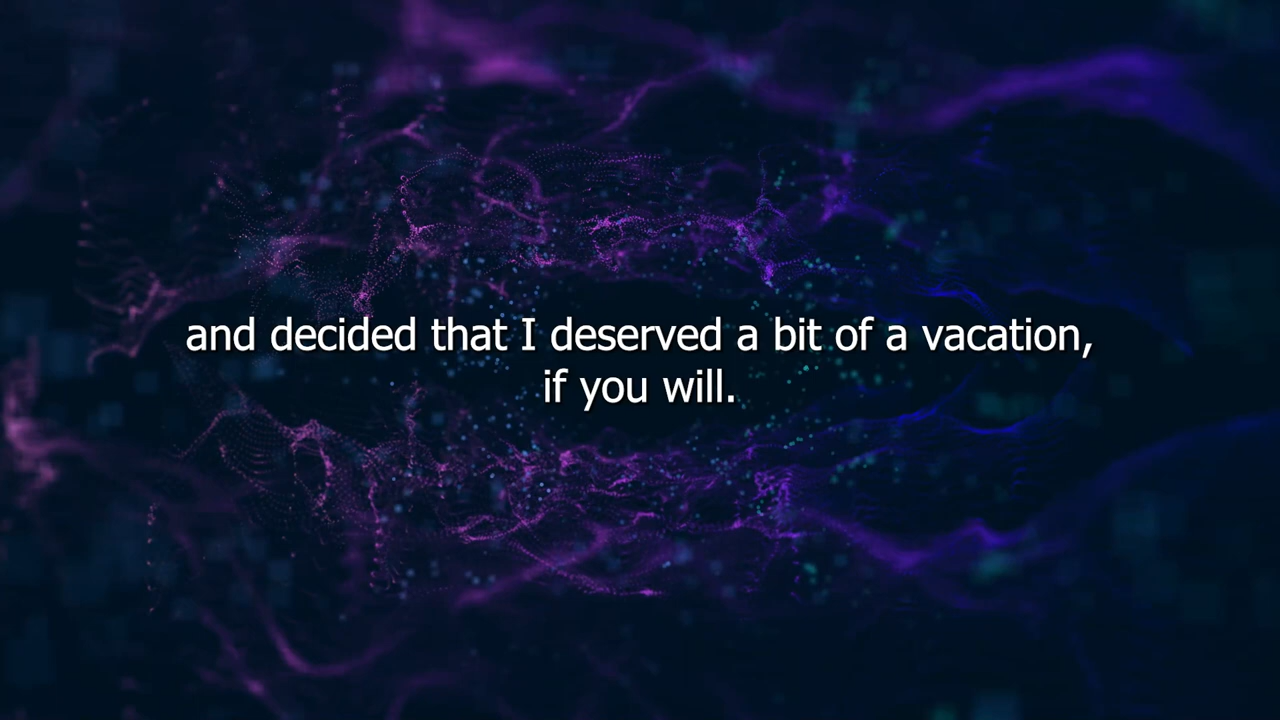 and decided that I deserved a bit of a vacation,
if you will.